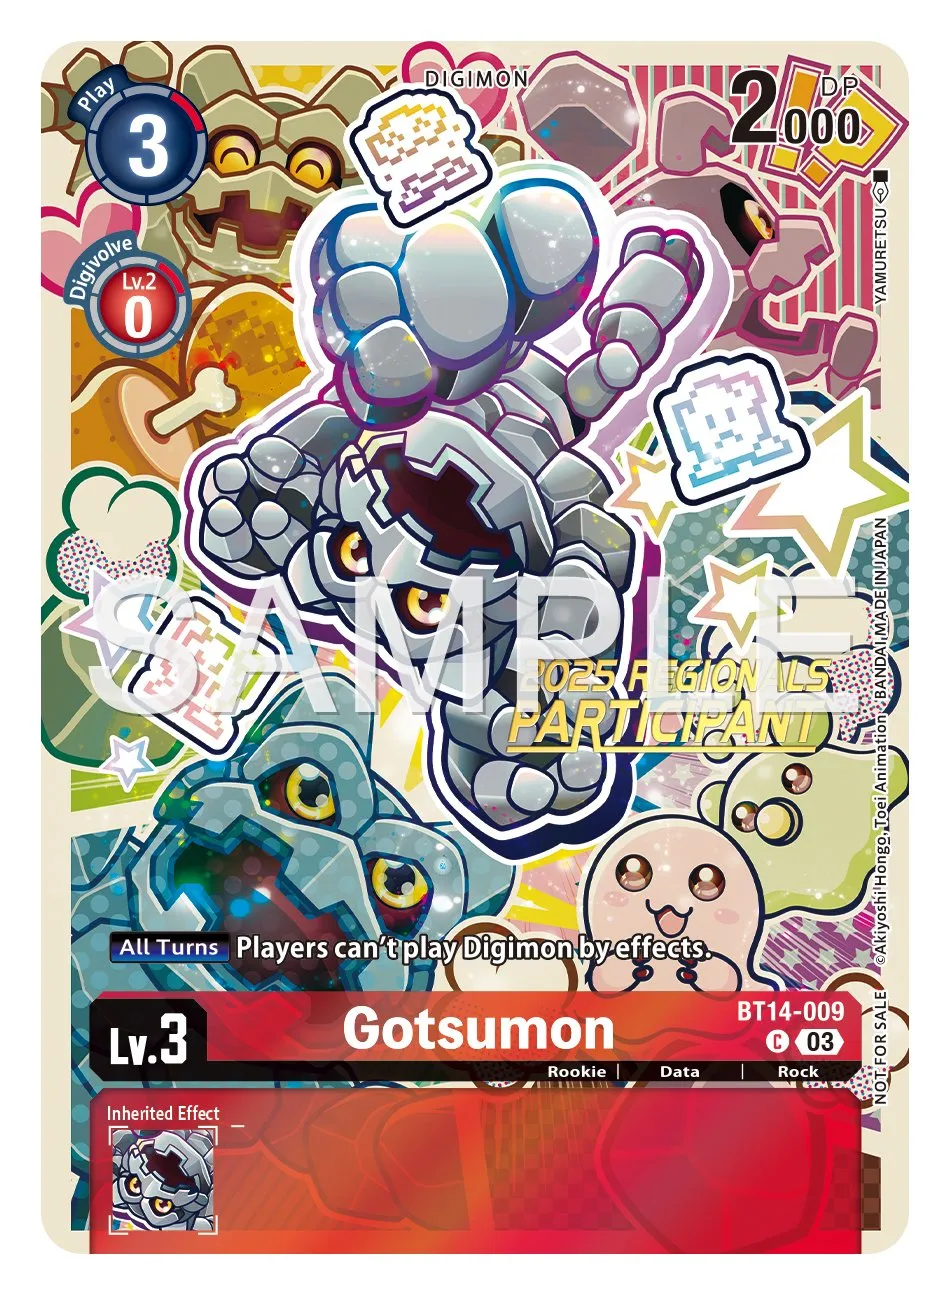 DIGIMON
Play
3
2000
DP
Digivolve
Lv.2
0
YAMURETSU
SAMPLE
2025 REGIONALS
PARTICIPANT
©Akiyoshi Hongo, Toei Animation · BANDAI MADE IN JAPAN
All Turns Players can't play Digimon by effects.
Lv.3
Gotsumon
BT14-009
C 03
Rookie | Data | Rock
NOT FOR SALE
Inherited Effect
–